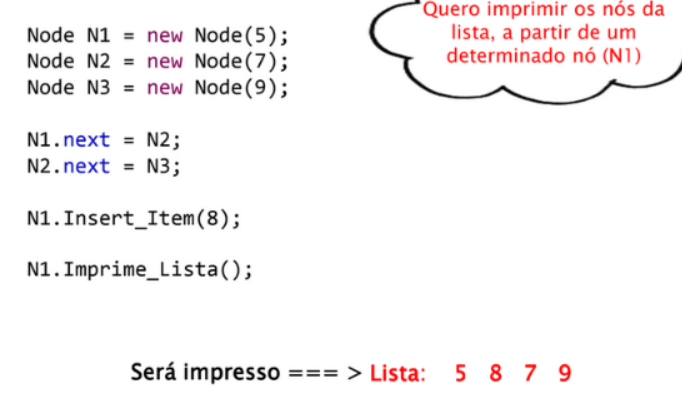 Quero imprimir os nós da
lista, a partir de um
determinado nó (N1)
Node N1 = new Node(5);
Node N2 = new Node(7);
Node N3 = new Node(9);
N1.next = N2;
N2.next = N3;
N1.Insert_Item(8);
N1.Imprime_Lista();
Será impresso === > Lista: 5 8 7 9